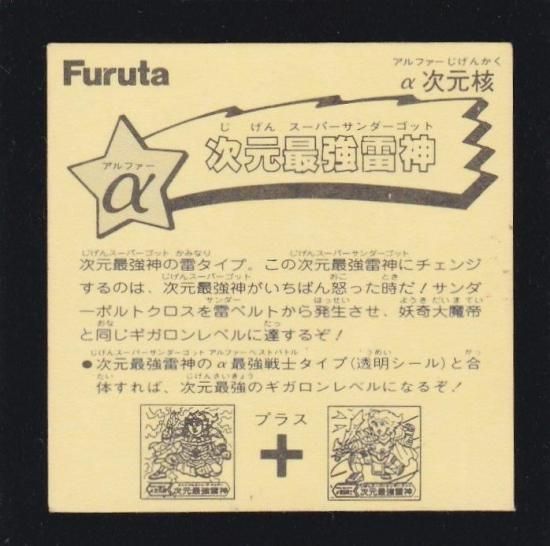 Furuta
アルファーじげんかく
α 次元核
アルファー
α
じ げん スーパーサンダーゴット
次元最強雷神
じげんスーパーゴット かみなり じげんスーパーサンダーゴット
次元最強神の雷タイプ。この次元最強雷神にチェンジ
じげんスーパーゴット おこ とき
するのは、次元最強神がいちばん怒った時だ！サンダ
サンダー はっせい ようきだいまてい
ーボルトクロスを雷ベルトから発生させ、妖奇大魔帝
おな たっ
と同じギガロンレベルに達するぞ！
じげんスーパーサンダーゴット アルファーベストバトル とうめい がっ
●次元最強雷神のα最強戦士タイプ(透明シール)と合
たい じげんさいきょう
体すれば、次元最強のギガロンレベルになるぞ！
プラス
+
次元最強雷神
次元最強雷神